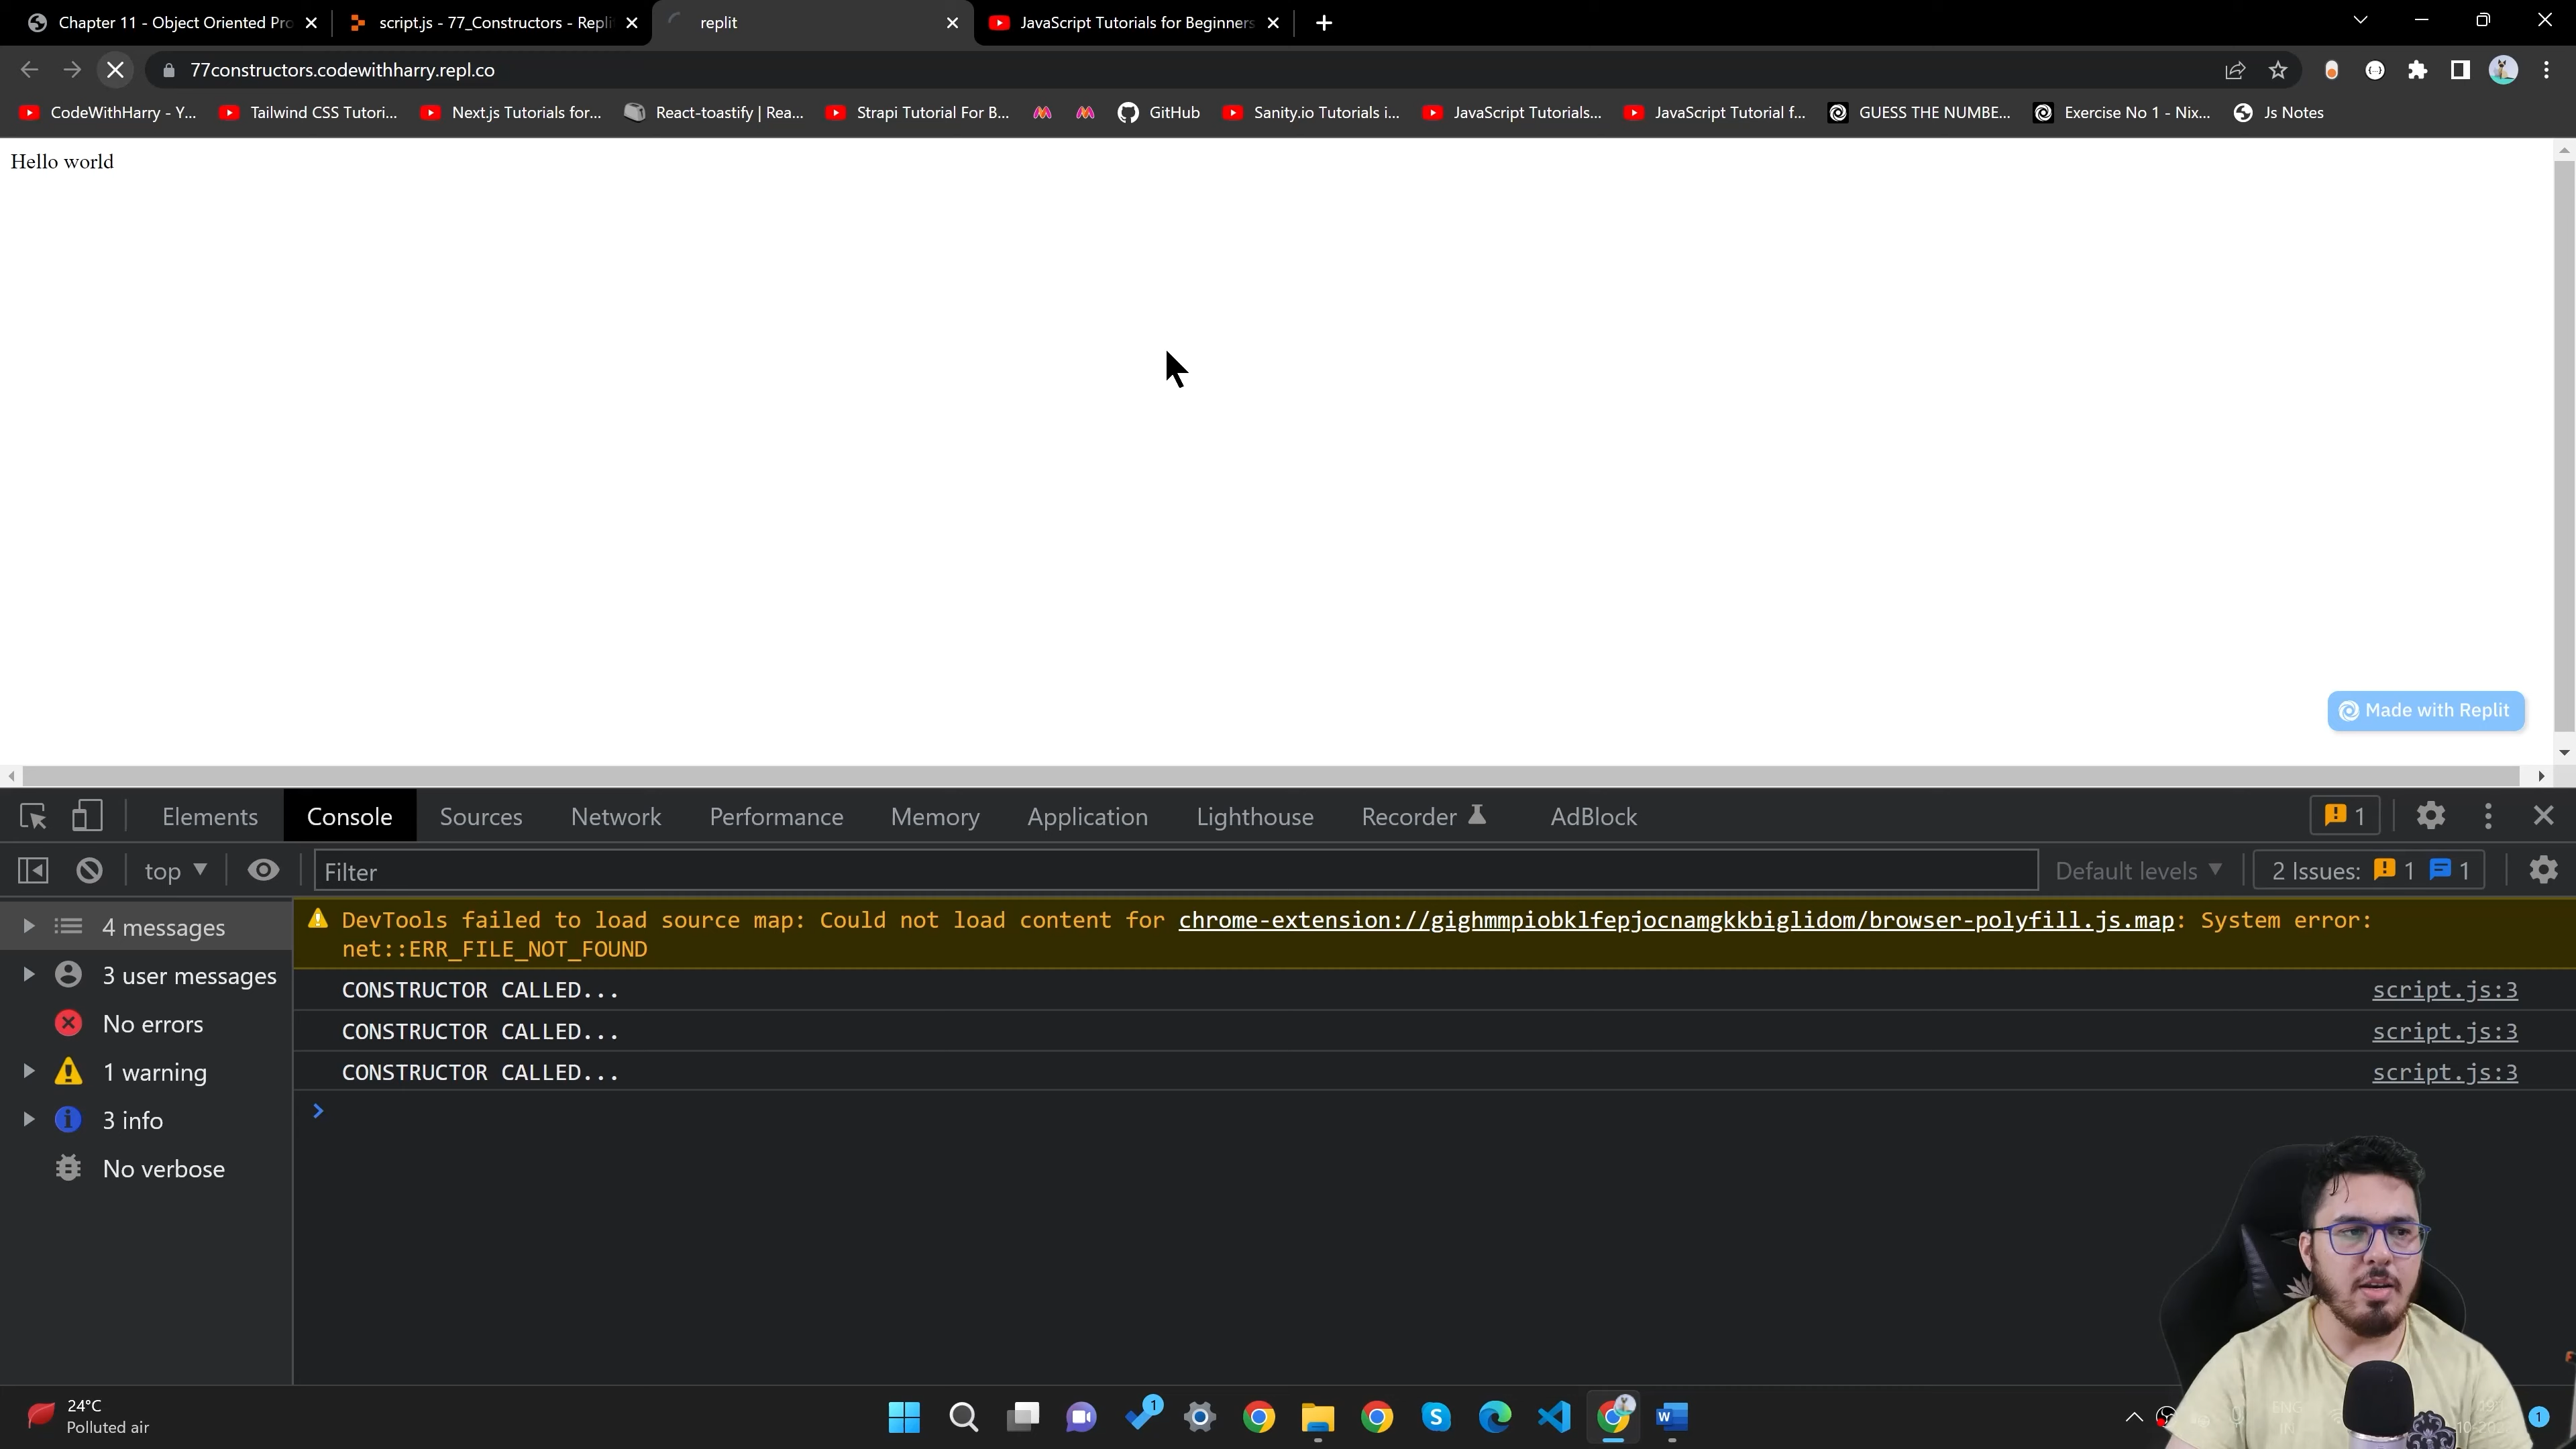 Chapter 11 - Object Oriented Pro
script.js - 77_Constructors - Repli
replit
JavaScript Tutorials for Beginners
77constructors.codewithharry.repl.co
CodeWithHarry - Y...
Tailwind CSS Tutori...
Next.js Tutorials for...
React-toastify | Rea...
Strapi Tutorial For B...
GitHub
Sanity.io Tutorials i...
JavaScript Tutorials...
JavaScript Tutorial f...
GUESS THE NUMBE...
Exercise No 1 - Nix...
Js Notes
Hello world
Made with Replit
Elements
Console
Sources
Network
Performance
Memory
Application
Lighthouse
Recorder
AdBlock
1
top
Filter
Default levels
2 Issues: 1 1
4 messages
3 user messages
No errors
1 warning
3 info
No verbose
DevTools failed to load source map: Could not load content for chrome-extension://gighmmpiobklfepjocnamgkkbiglidom/browser-polyfill.js.map: System error:
net::ERR_FILE_NOT_FOUND
CONSTRUCTOR CALLED... script.js:3
CONSTRUCTOR CALLED... script.js:3
CONSTRUCTOR CALLED... script.js:3
24°C
Polluted air
1
1